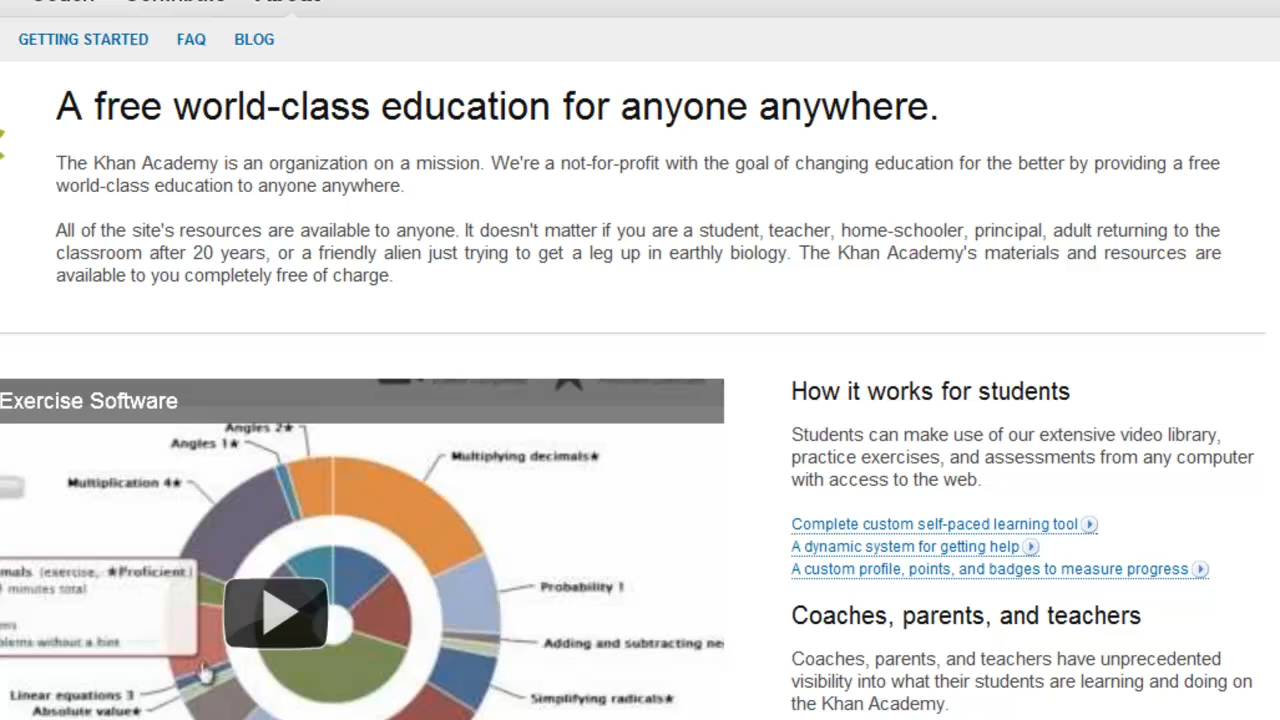 GETTING STARTED FAQ BLOG
A free world-class education for anyone anywhere.
The Khan Academy is an organization on a mission. We're a not-for-profit with the goal of changing education for the better by providing a free
world-class education to anyone anywhere.
All of the site's resources are available to anyone. It doesn't matter if you are a student, teacher, home-schooler, principal, adult returning to the
classroom after 20 years, or a friendly alien just trying to get a leg up in earthly biology. The Khan Academy's materials and resources are
available to you completely free of charge.
Exercise Software
Angles 2★
Angles 1★
Multiplying decimals★
Multiplication 4★
(exercise, ★Proficient)
minutes total
Probability 1
without a hint
Adding and subtracting
Linear equations 3
Simplifying radicals★
Absolute value★
How it works for students
Students can make use of our extensive video library,
practice exercises, and assessments from any computer
with access to the web.
Complete custom self-paced learning tool
A dynamic system for getting help
A custom profile, points, and badges to measure progress
Coaches, parents, and teachers
Coaches, parents, and teachers have unprecedented
visibility into what their students are learning and doing on
the Khan Academy.